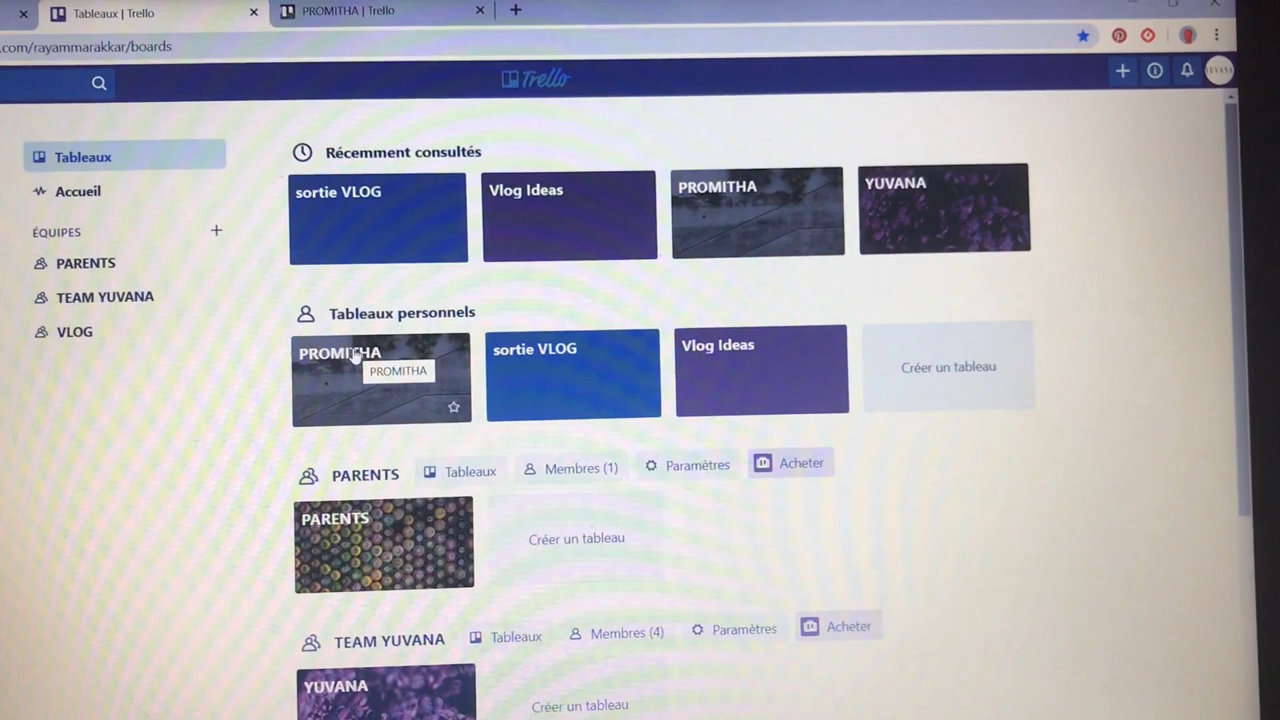 Tableaux | Trello
PROMITHA | Trello
.com/rayammarakkar/boards
Trello
Tableaux
Accueil
ÉQUIPES
PARENTS
TEAM YUVANA
VLOG
Récemment consultés
sortie VLOG
Vlog Ideas
PROMITHA
YUVANA
Tableaux personnels
PROMITHA
PROMITHA
sortie VLOG
Vlog Ideas
Créer un tableau
PARENTS
Tableaux
Membres (1)
Paramètres
Acheter
PARENTS
Créer un tableau
TEAM YUVANA
Tableaux
Membres (4)
Paramètres
Acheter
YUVANA
Créer un tableau